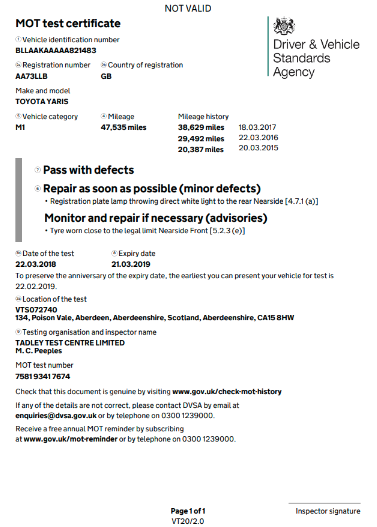 NOT VALID
MOT test certificate
Driver & Vehicle
Standards
Agency
① Vehicle identification number
BLLAAKAAAAA821483
Registration number Country of registration
AA73LLB GB
Make and model
TOYOTA YARIS
Vehicle category Mileage Mileage history
M1 47,535 miles 38,629 miles 18.03.2017
29,492 miles 22.03.2016
20,387 miles 20.03.2015
Pass with defects
Repair as soon as possible (minor defects)
• Registration plate lamp throwing direct white light to the rear Nearside [4.7.1 (a)]
Monitor and repair if necessary (advisories)
• Tyre worn close to the legal limit Nearside Front [5.2.3 (e)]
Date of the test Expiry date
22.03.2018 21.03.2019
To preserve the anniversary of the expiry date, the earliest you can present your vehicle for test is
22.02.2019.
Location of the test
VTS072740
134, Poison Vale, Aberdeen, Aberdeenshire, Scotland, Aberdeenshire, CA15 8HW
Testing organisation and inspector name
TADLEY TEST CENTRE LIMITED
M. C. Peeples
MOT test number
7581 9341 7674
Check that this document is genuine by visiting www.gov.uk/check-mot-history
If any of the details are not correct, please contact DVSA by email at
enquiries@dvsa.gov.uk or by telephone on 0300 1239000.
Receive a free annual MOT reminder by subscribing
at www.gov.uk/mot-reminder or by telephone on 0300 1239000.
Page 1 of 1
VT20/2.0
Inspector signature